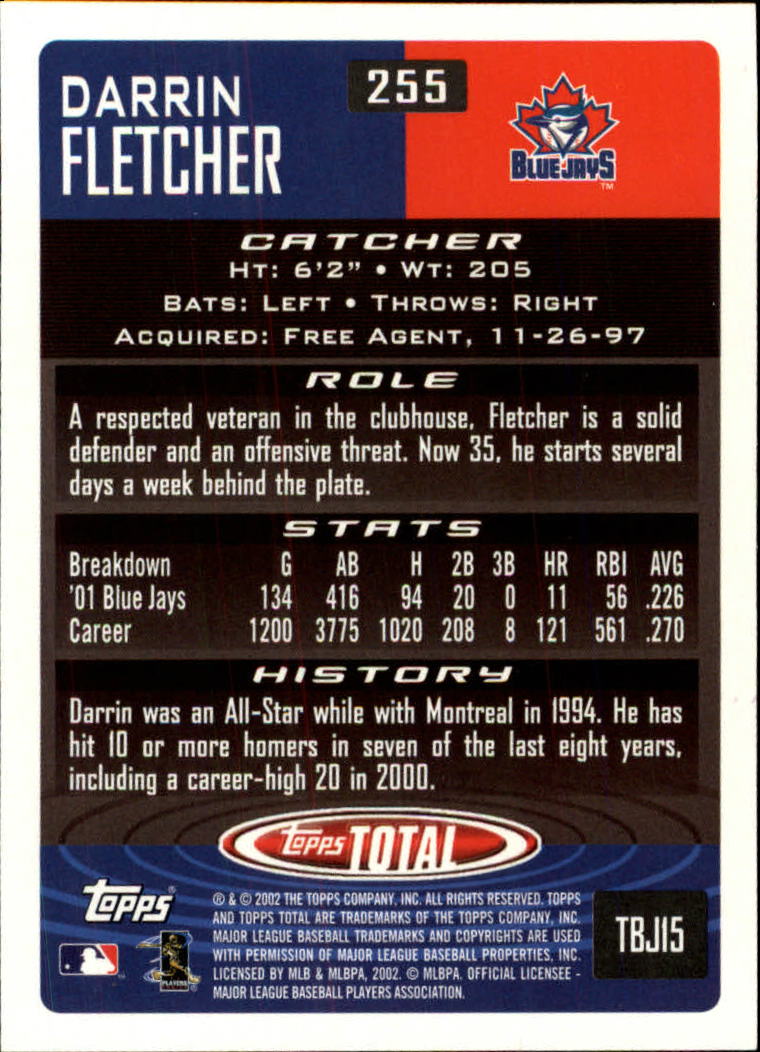 255
DARRIN
FLETCHER
BLUE JAYS
TM
CATCHER
HT: 6'2" • WT: 205
BATS: LEFT • THROWS: RIGHT
ACQUIRED: FREE AGENT, 11-26-97
ROLE
A respected veteran in the clubhouse, Fletcher is a solid
defender and an offensive threat. Now 35, he starts several
days a week behind the plate.
STATS
Breakdown G AB H 2B 3B HR RBI AVG
'01 Blue Jays 134 416 94 20 0 11 56 .226
Career 1200 3775 1020 208 8 121 561 .270
HISTORY
Darrin was an All-Star while with Montreal in 1994. He has
hit 10 or more homers in seven of the last eight years,
including a career-high 20 in 2000.
Topps TOTAL
Topps®
® & © 2002 THE TOPPS COMPANY, INC. ALL RIGHTS RESERVED. TOPPS
AND TOPPS TOTAL ARE TRADEMARKS OF THE TOPPS COMPANY, INC.
MAJOR LEAGUE BASEBALL TRADEMARKS AND COPYRIGHTS ARE USED
WITH PERMISSION OF MAJOR LEAGUE BASEBALL PROPERTIES, INC.
LICENSED BY MLB & MLBPA, 2002. © MLBPA. OFFICIAL LICENSEE -
MAJOR LEAGUE BASEBALL PLAYERS ASSOCIATION.
PLAYERS
TBJ15